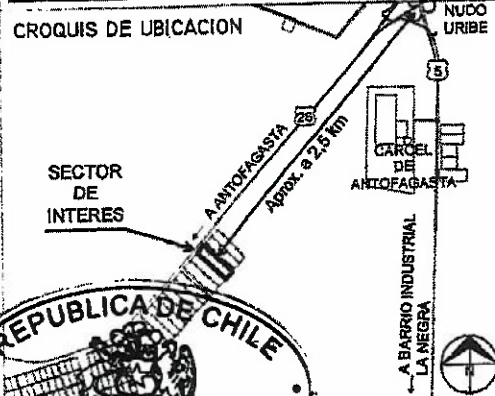 CROQUIS DE UBICACION
NUDO
URIBE
5
26
A ANTOFAGASTA
Aprox. a 2,5 km
CARCEL
DE
ANTOFAGASTA
SECTOR
DE
INTERES
A BARRIO INDUSTRIAL
LA NEGRA
REPUBLICA DE CHILE
N